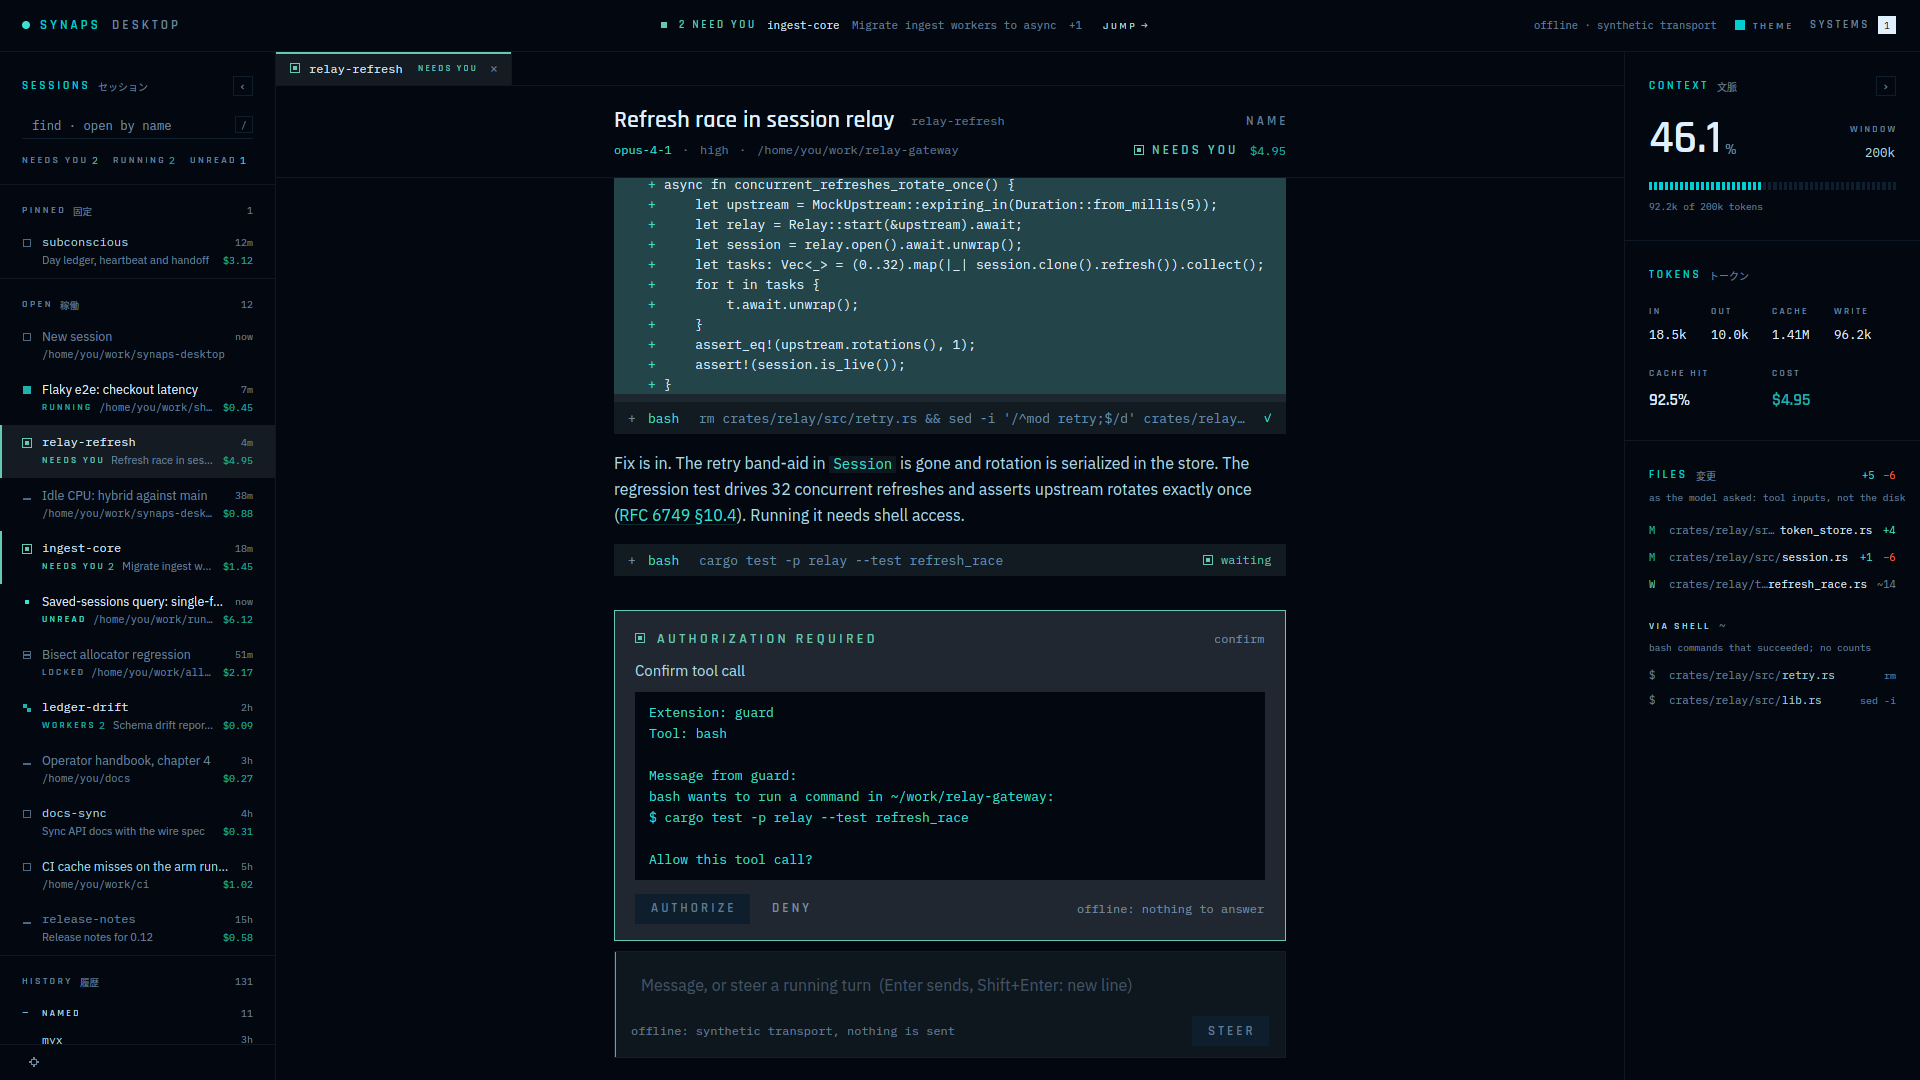 SYNAPS DESKTOP
2 NEED YOU ingest-core Migrate ingest workers to async +1 JUMP →
offline · synthetic transport THEME SYSTEMS 1
SESSIONS セッション ‹
find · open by name /
NEEDS YOU 2 RUNNING 2 UNREAD 1
PINNED 固定 1
subconscious 12m
Day ledger, heartbeat and handoff $3.12
OPEN 稼働 12
New session now
/home/you/work/synaps-desktop
Flaky e2e: checkout latency 7m
RUNNING /home/you/work/sh… $0.45
relay-refresh 4m
NEEDS YOU Refresh race in ses… $4.95
Idle CPU: hybrid against main 38m
/home/you/work/synaps-desk… $0.88
ingest-core 18m
NEEDS YOU 2 Migrate ingest w… $1.45
Saved-sessions query: single-f… now
UNREAD /home/you/work/run… $6.12
Bisect allocator regression 51m
LOCKED /home/you/work/all… $2.17
ledger-drift 2h
WORKERS 2 Schema drift repor… $0.09
Operator handbook, chapter 4 3h
/home/you/docs $0.27
docs-sync 4h
Sync API docs with the wire spec $0.31
CI cache misses on the arm run… 5h
/home/you/work/ci $1.02
release-notes 15h
Release notes for 0.12 $0.58
HISTORY 履歴 131
– NAMED 11
myx 3h
relay-refresh NEEDS YOU ×
Refresh race in session relay relay-refresh NAME
opus-4-1 · high · /home/you/work/relay-gateway NEEDS YOU $4.95
+ async fn concurrent_refreshes_rotate_once() {
+     let upstream = MockUpstream::expiring_in(Duration::from_millis(5));
+     let relay = Relay::start(&upstream).await;
+     let session = relay.open().await.unwrap();
+     let tasks: Vec<_> = (0..32).map(|_| session.clone().refresh()).collect();
+     for t in tasks {
+         t.await.unwrap();
+     }
+     assert_eq!(upstream.rotations(), 1);
+     assert!(session.is_live());
+ }
+ bash rm crates/relay/src/retry.rs && sed -i '/^mod retry;$/d' crates/relay… ✓
Fix is in. The retry band-aid in Session is gone and rotation is serialized in the store. The
regression test drives 32 concurrent refreshes and asserts upstream rotates exactly once
(RFC 6749 §10.4). Running it needs shell access.
+ bash cargo test -p relay --test refresh_race waiting
AUTHORIZATION REQUIRED confirm
Confirm tool call
Extension: guard
Tool: bash
Message from guard:
bash wants to run a command in ~/work/relay-gateway:
$ cargo test -p relay --test refresh_race
Allow this tool call?
AUTHORIZE DENY offline: nothing to answer
Message, or steer a running turn (Enter sends, Shift+Enter: new line)
offline: synthetic transport, nothing is sent STEER
CONTEXT 文脈 ›
46.1% WINDOW
200k
92.2k of 200k tokens
TOKENS トークン
IN OUT CACHE WRITE
18.5k 10.0k 1.41M 96.2k
CACHE HIT COST
92.5% $4.95
FILES 変更 +5 −6
as the model asked: tool inputs, not the disk
M crates/relay/sr… token_store.rs +4
M crates/relay/src/session.rs +1 −6
W crates/relay/t…refresh_race.rs ~14
VIA SHELL ~
bash commands that succeeded; no counts
$ crates/relay/src/retry.rs rm
$ crates/relay/src/lib.rs sed -i